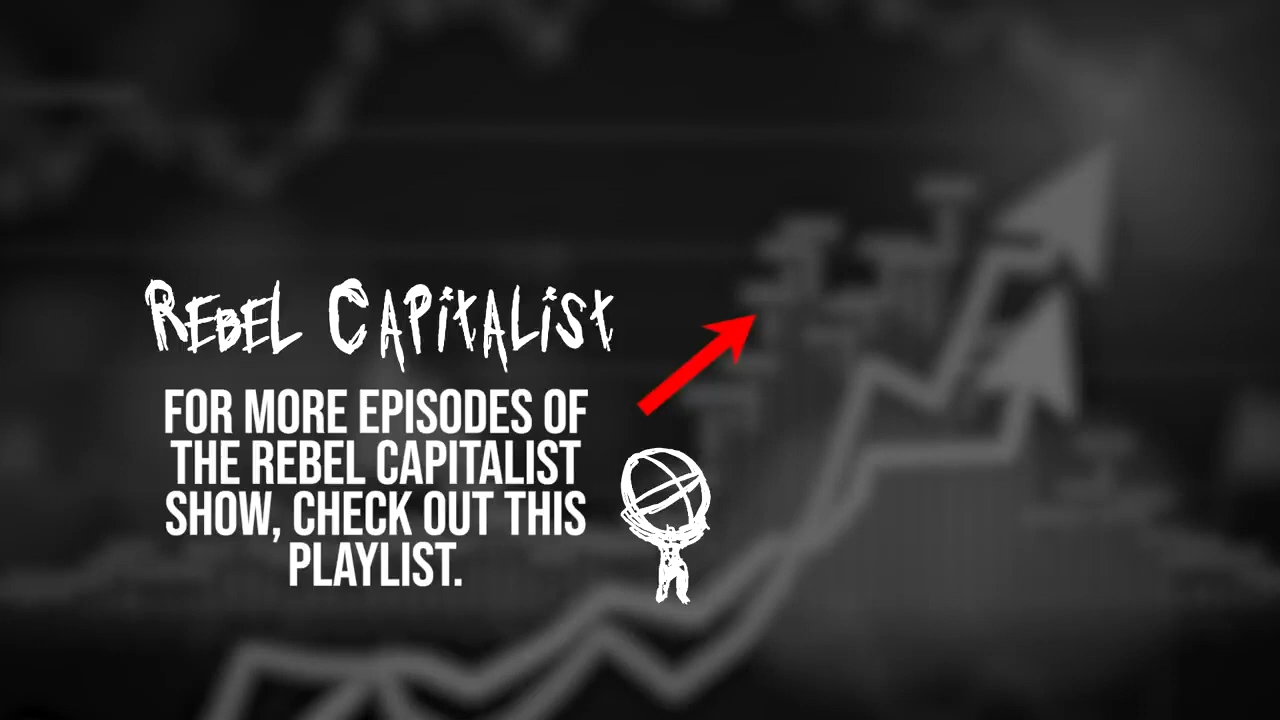 REBEL CAPitALiSt
FOR MORE EPISODES OF
THE REBEL CAPITALIST
SHOW, CHECK OUT THIS
PLAYLIST.